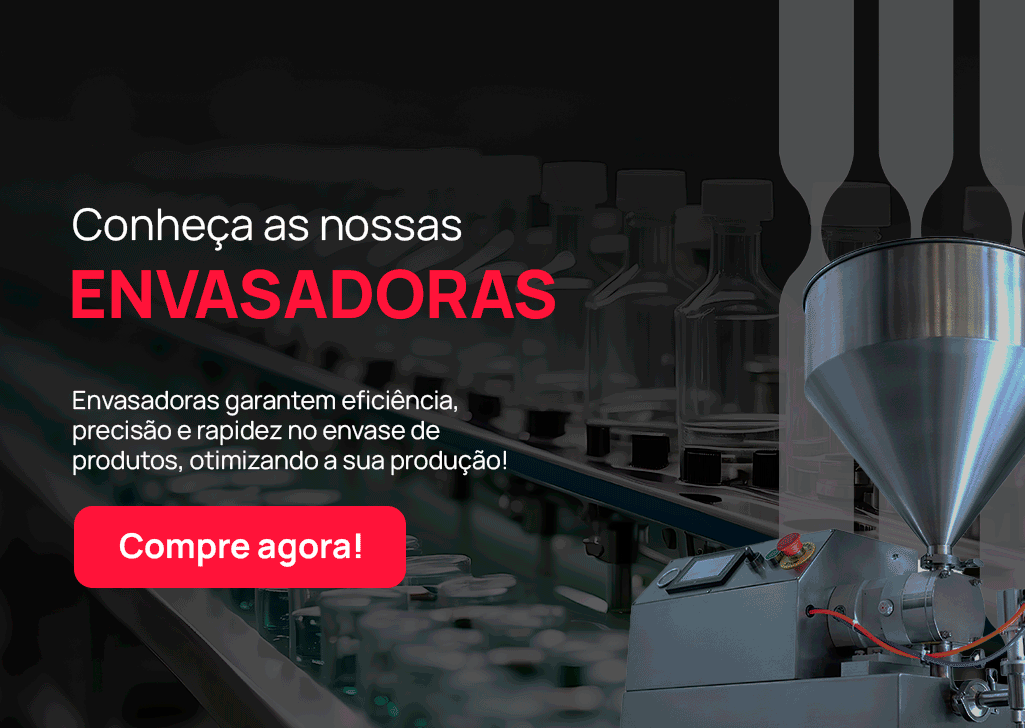 Conheça as nossas
ENVASADORAS
Envasadoras garantem eficiência,
precisão e rapidez no envase de
produtos, otimizando a sua produção!
Compre agora!